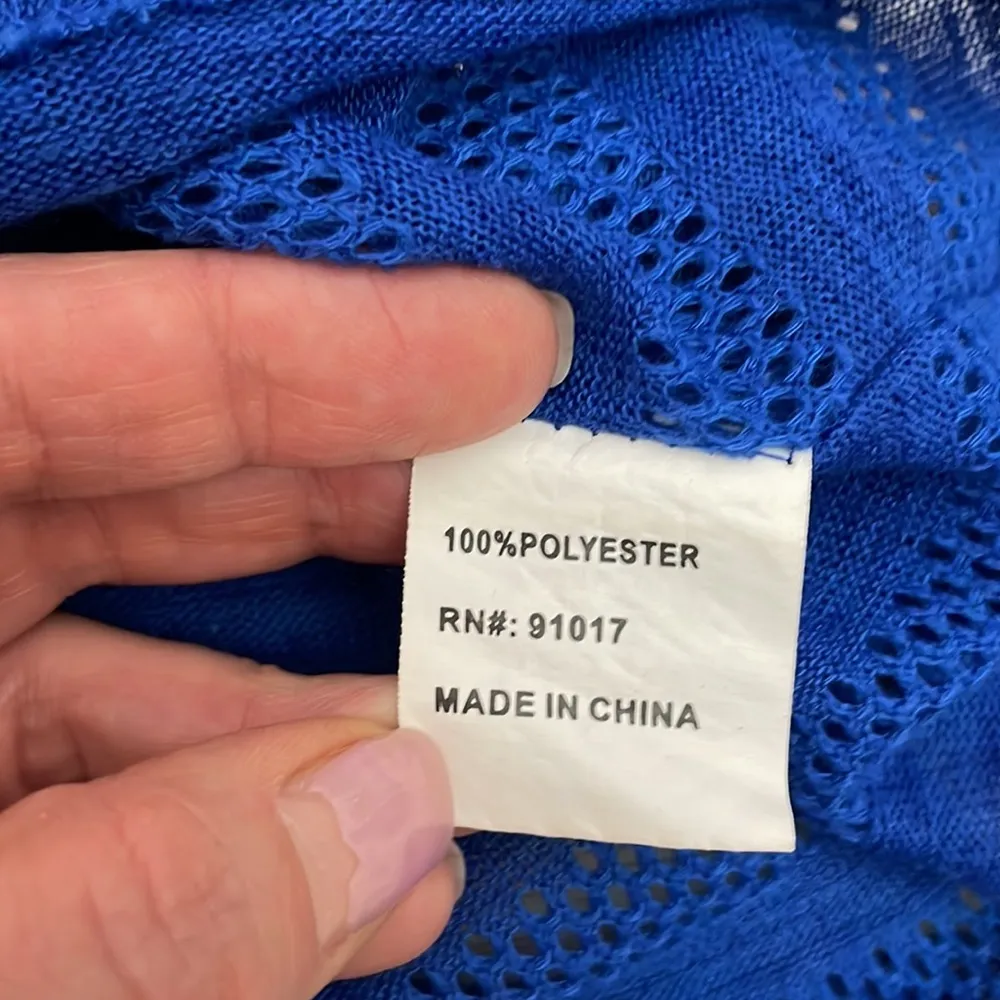 100%POLYESTER
RN#: 91017
MADE IN CHINA